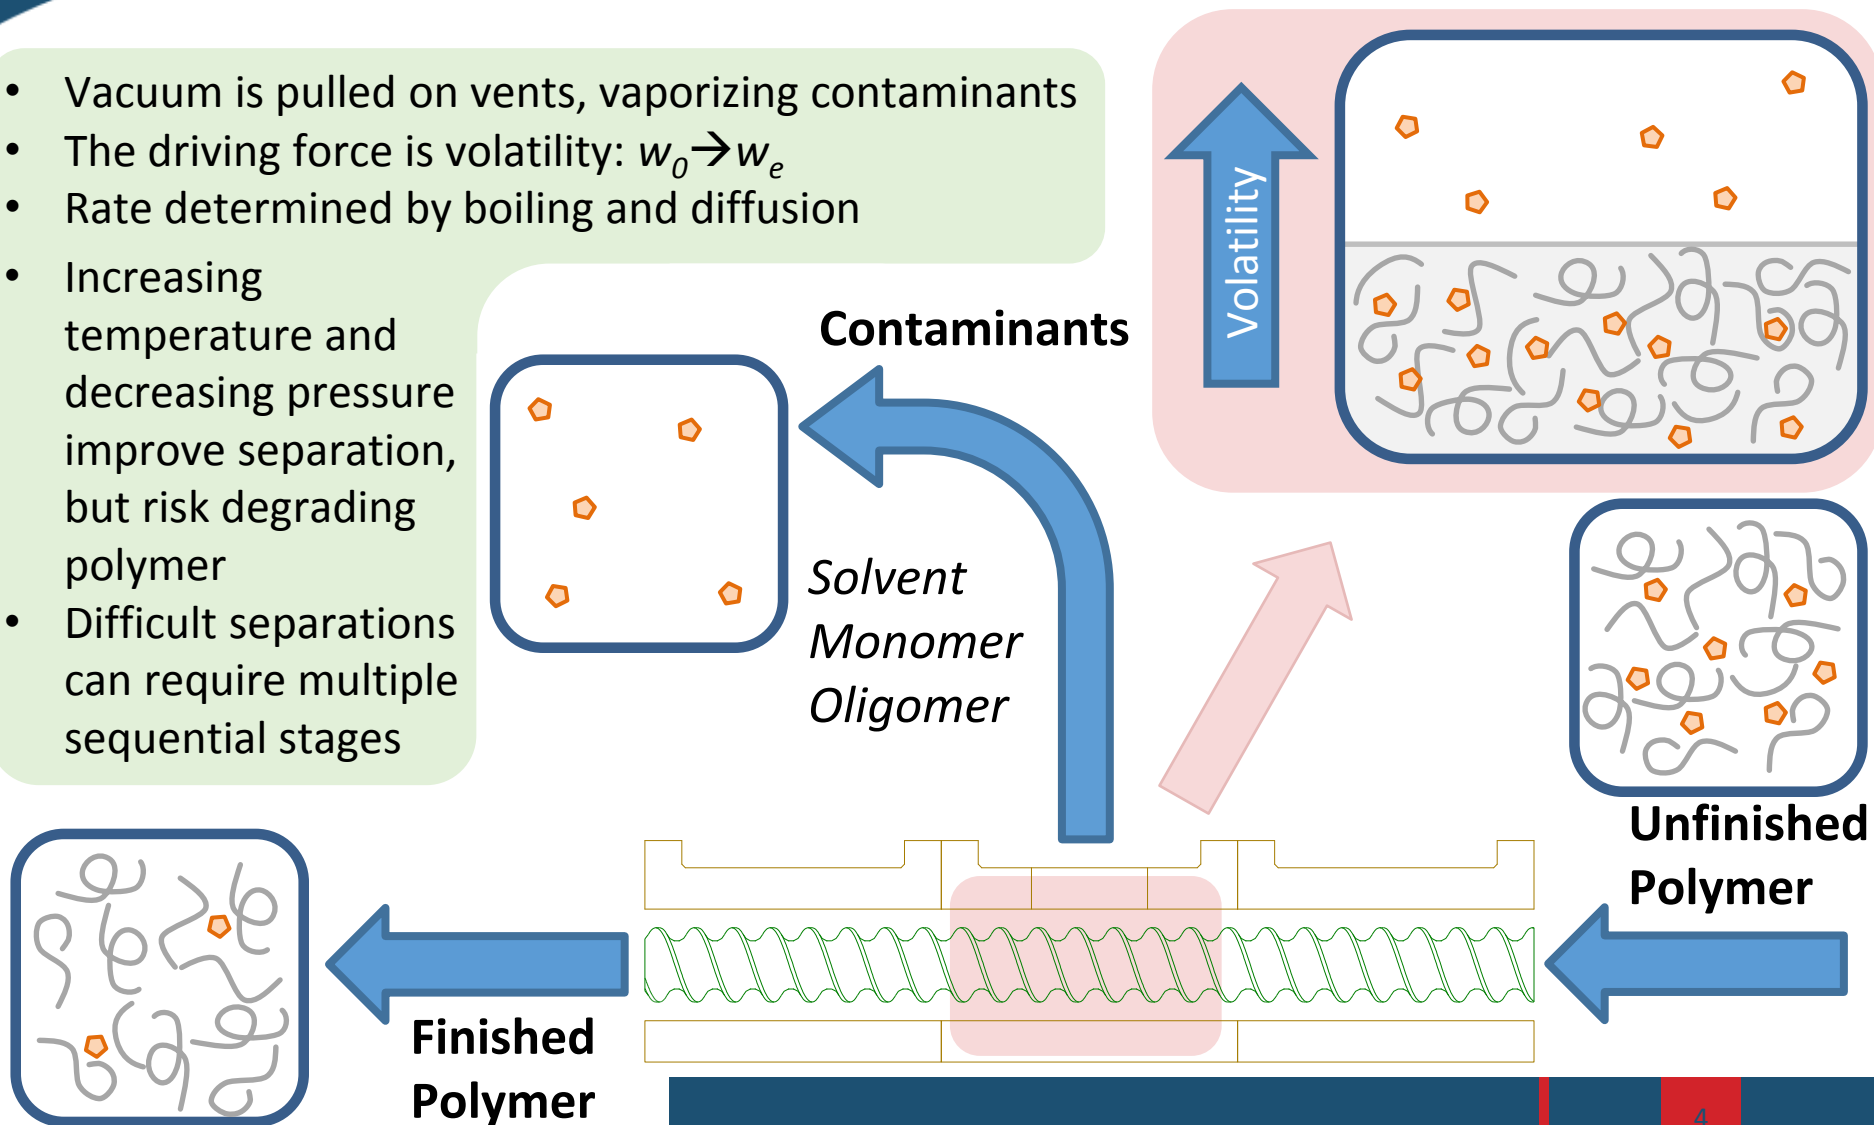 • Vacuum is pulled on vents, vaporizing contaminants
• The driving force is volatility: w₀→wₑ
• Rate determined by boiling and diffusion
• Increasing
temperature and
decreasing pressure
improve separation,
but risk degrading
polymer
• Difficult separations
can require multiple
sequential stages
Contaminants
Volatility
Solvent
Monomer
Oligomer
Unfinished
Polymer
Finished
Polymer
4